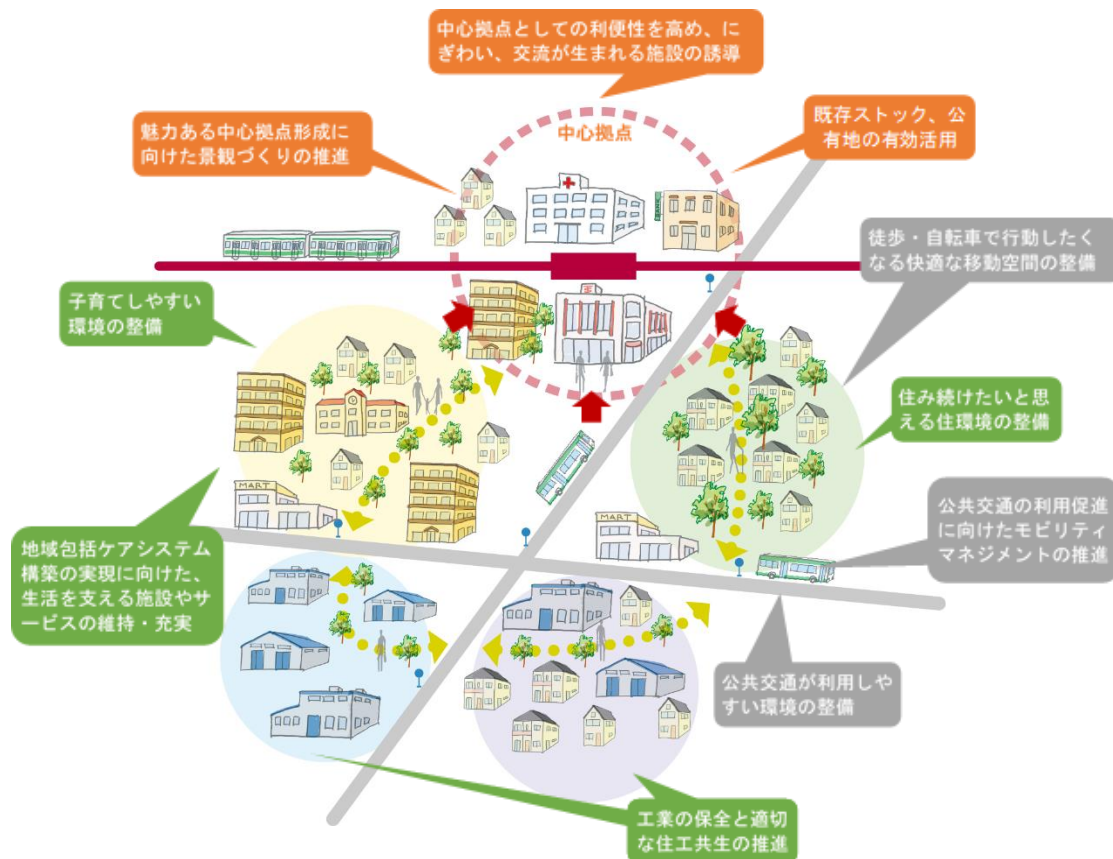 中心拠点としての利便性を高め、に
ぎわい、交流が生まれる施設の誘導
魅力ある中心拠点形成に
向けた景観づくりの推進
中心拠点
既存ストック、公
有地の有効活用
徒歩・自転車で行動したく
なる快適な移動空間の整備
子育てしやすい
環境の整備
住み続けたいと思
える住環境の整備
MART
MART
公共交通の利用促進
に向けたモビリティ
マネジメントの推進
地域包括ケアシステム
構築の実現に向けた、
生活を支える施設やサ
ービスの維持・充実
公共交通が利用しや
すい環境の整備
工業の保全と適切
な住工共生の推進